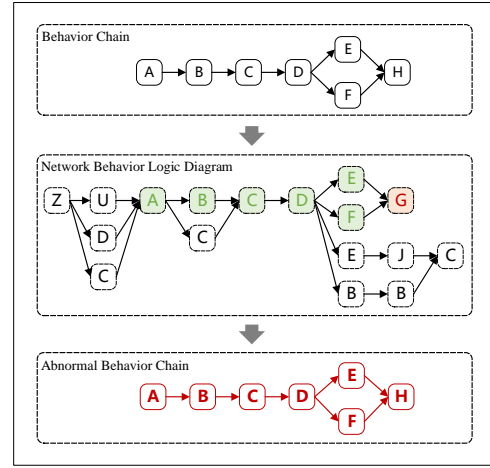 Behavior Chain
E
A B C D H
F
Network Behavior Logic Diagram
E
Z U A B C D G
F
D C
E J C
C
B B
Abnormal Behavior Chain
E
A B C D H
F